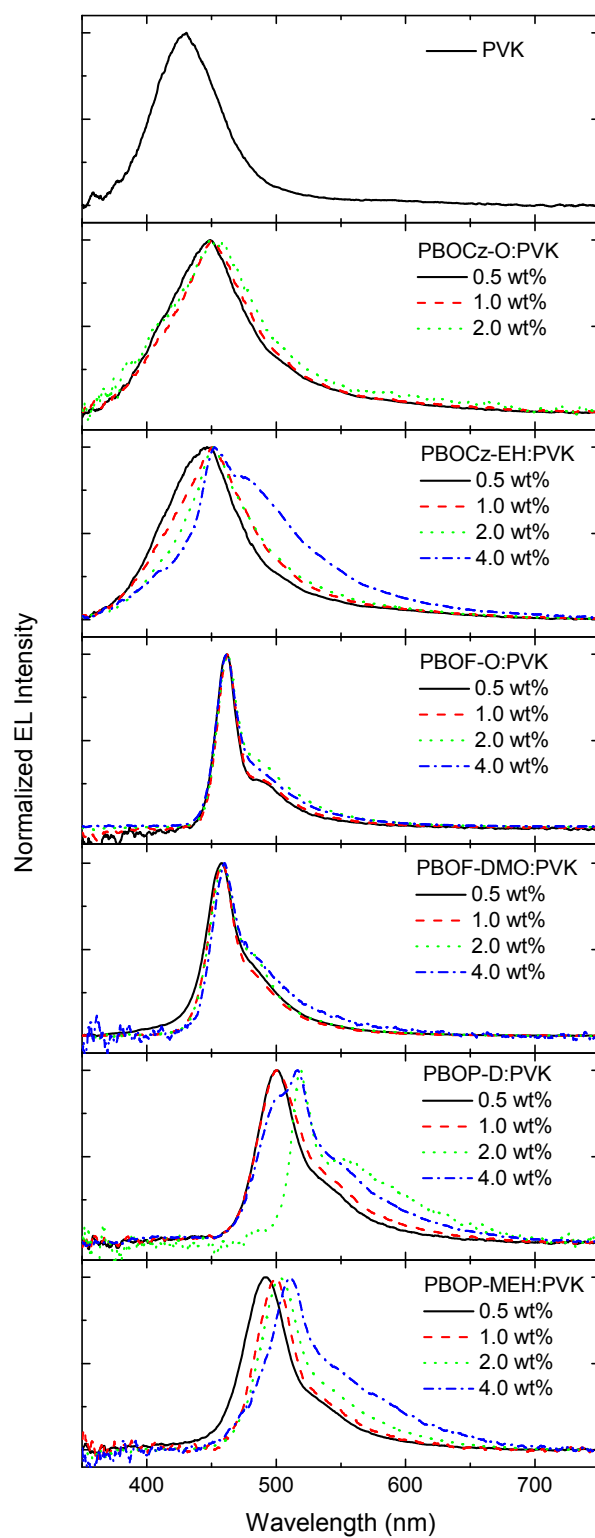 PVK
PBOCz-O:PVK
0.5 wt%
1.0 wt%
2.0 wt%
PBOCz-EH:PVK
0.5 wt%
1.0 wt%
2.0 wt%
4.0 wt%
PBOF-O:PVK
0.5 wt%
1.0 wt%
2.0 wt%
4.0 wt%
PBOF-DMO:PVK
0.5 wt%
1.0 wt%
2.0 wt%
4.0 wt%
PBOP-D:PVK
0.5 wt%
1.0 wt%
2.0 wt%
4.0 wt%
PBOP-MEH:PVK
0.5 wt%
1.0 wt%
2.0 wt%
4.0 wt%
Normalized EL Intensity
400 500 600 700
Wavelength (nm)